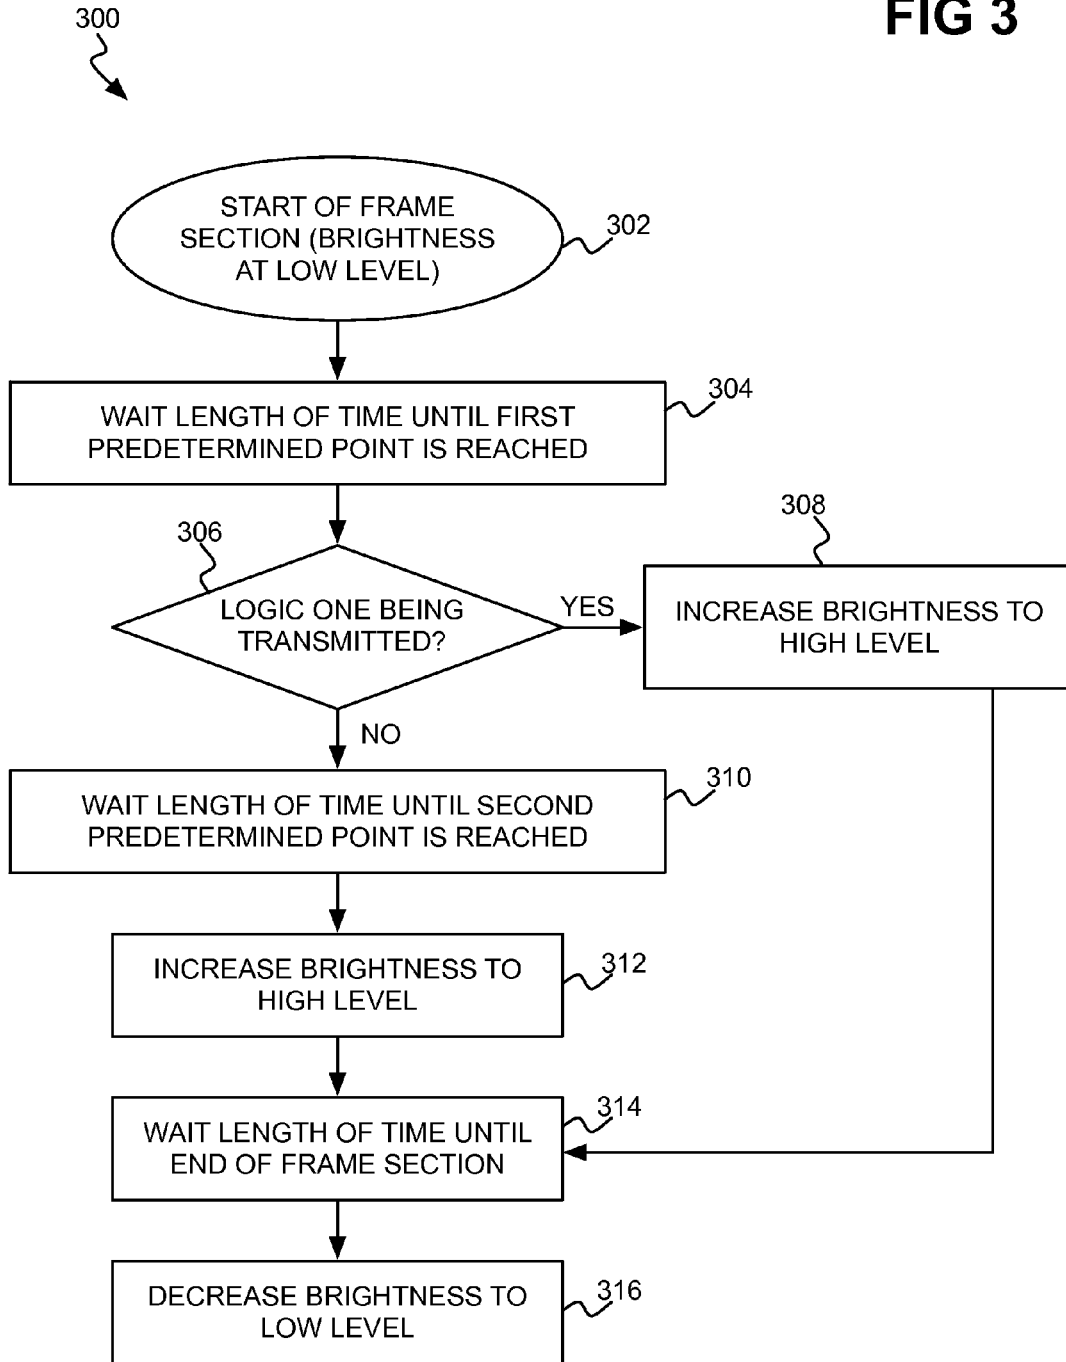 300
FIG 3
START OF FRAME
SECTION (BRIGHTNESS
AT LOW LEVEL)
302
WAIT LENGTH OF TIME UNTIL FIRST
PREDETERMINED POINT IS REACHED
304
306
LOGIC ONE BEING
TRANSMITTED?
YES
308
INCREASE BRIGHTNESS TO
HIGH LEVEL
NO
WAIT LENGTH OF TIME UNTIL SECOND
PREDETERMINED POINT IS REACHED
310
INCREASE BRIGHTNESS TO
HIGH LEVEL
312
WAIT LENGTH OF TIME UNTIL
END OF FRAME SECTION
314
DECREASE BRIGHTNESS TO
LOW LEVEL
316